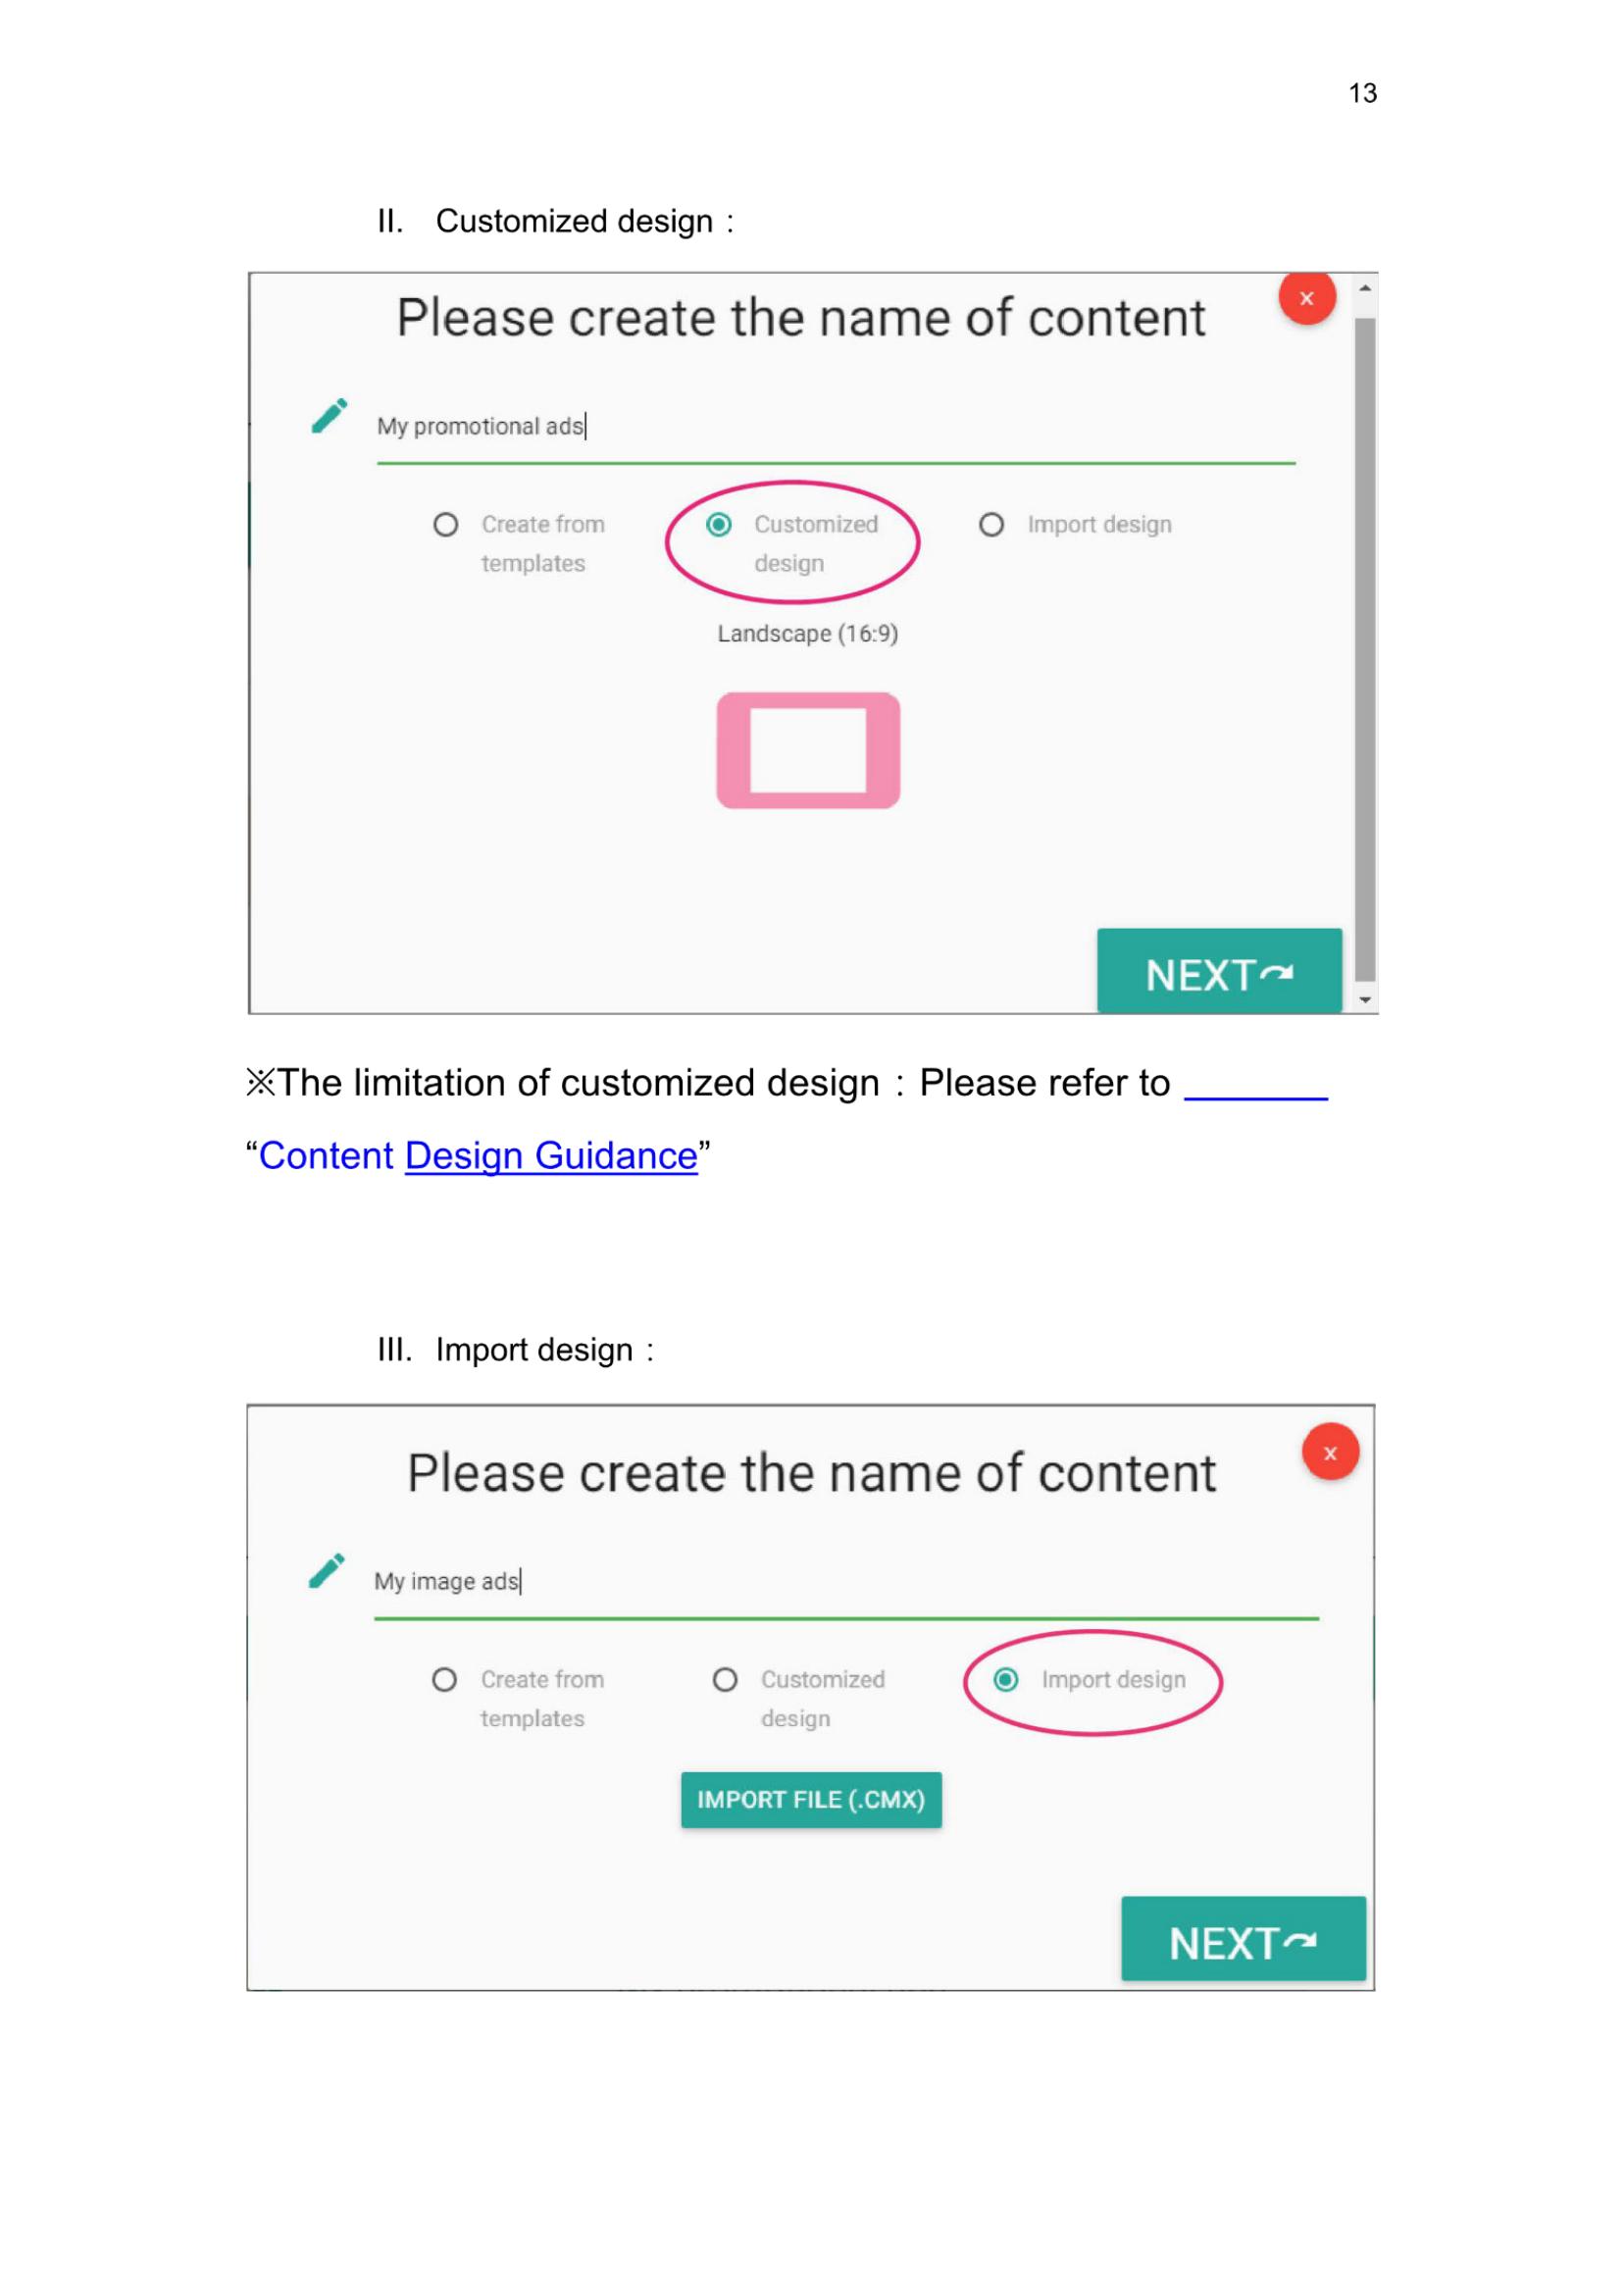 13
II. Customized design：
Please create the name of content
x
My promotional ads
Create from Customized Import design
templates design
Landscape (16:9)
NEXT
※The limitation of customized design：Please refer to
“Content Design Guidance”
III. Import design：
Please create the name of content
x
My image ads
Create from Customized Import design
templates design
IMPORT FILE (.CMX)
NEXT